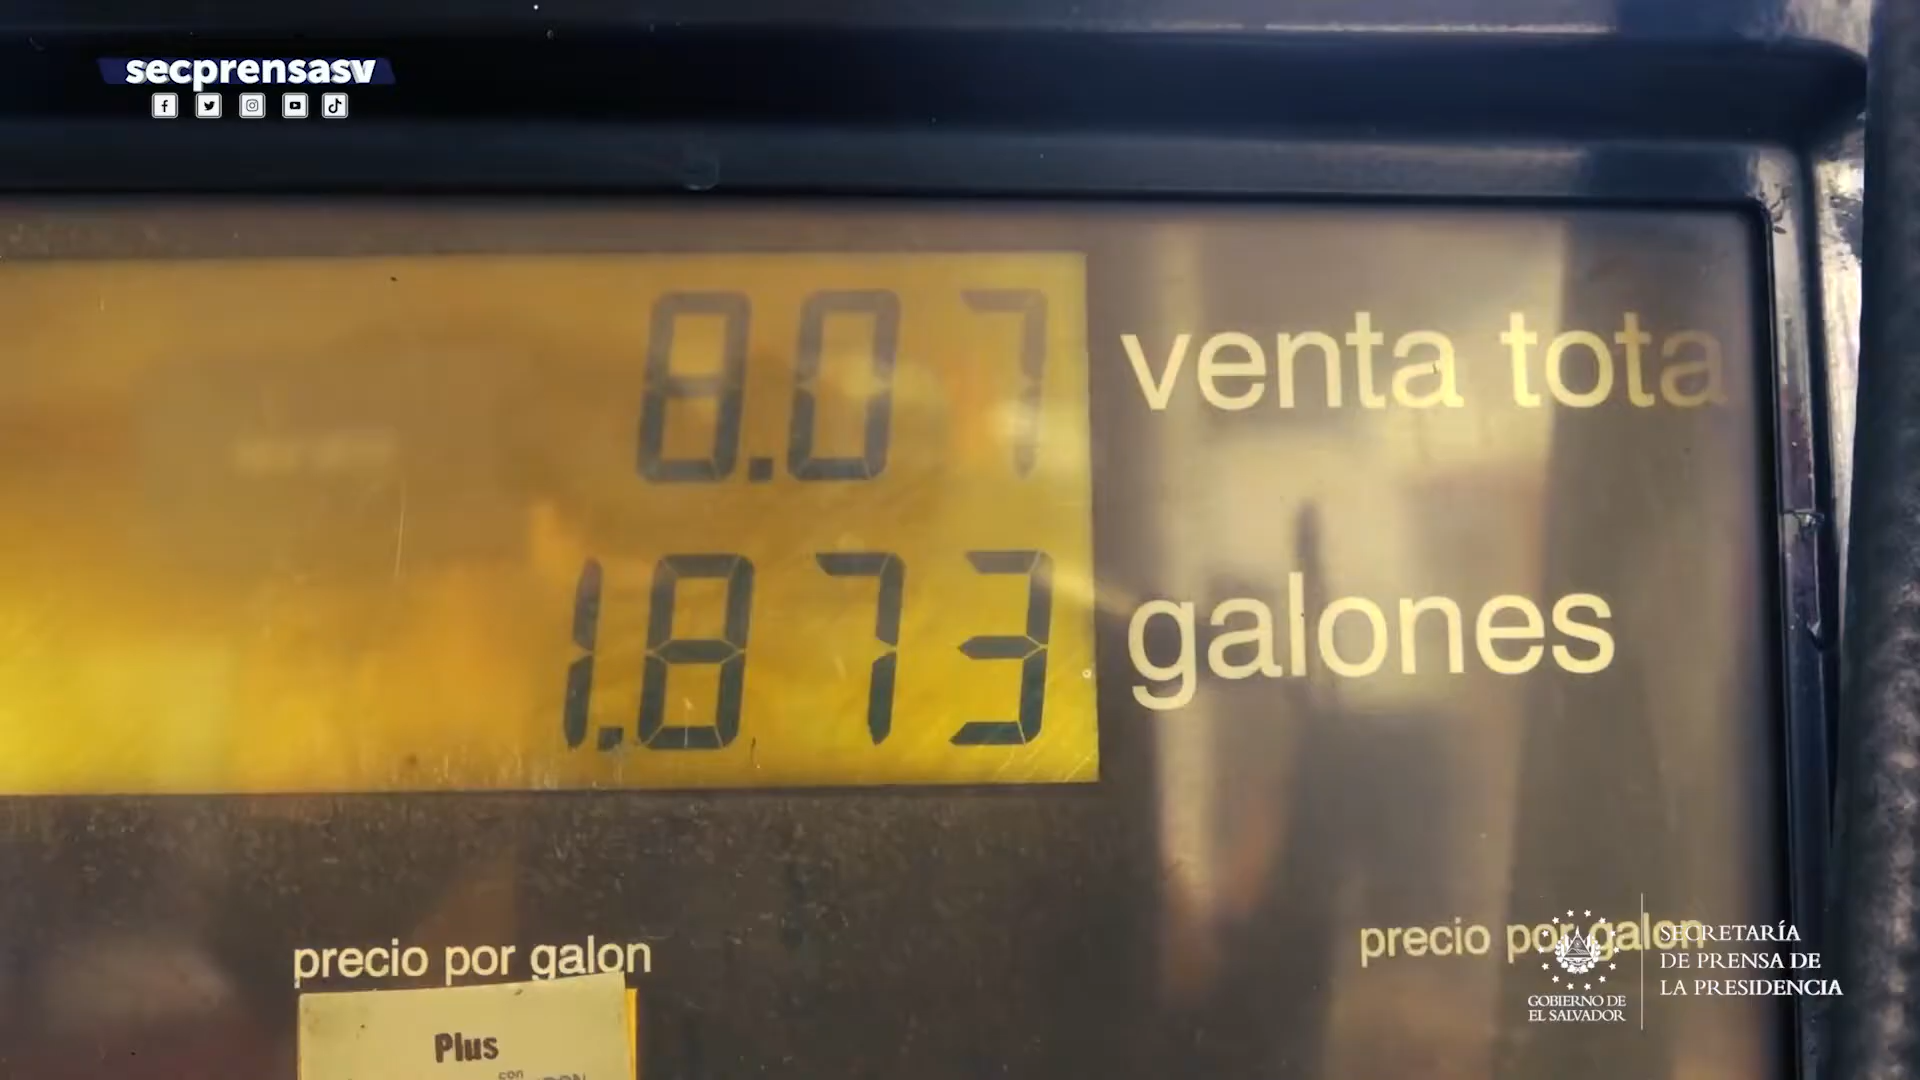 secprensasv
8.07 venta tota
1.873 galones
precio por galon
precio por galon
Plus
con
GOBIERNO DE
EL SALVADOR
SECRETARÍA
DE PRENSA DE
LA PRESIDENCIA